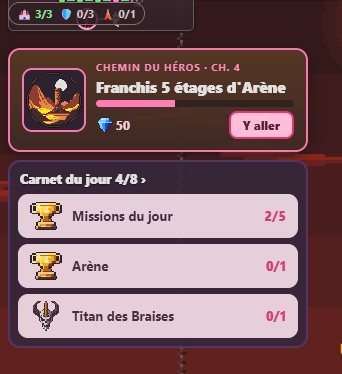 3/3 0/3 0/1
CHEMIN DU HÉROS · CH. 4
Franchis 5 étages d'Arène
50
Y aller
Carnet du jour 4/8 ›
Missions du jour 2/5
Arène 0/1
Titan des Braises 0/1